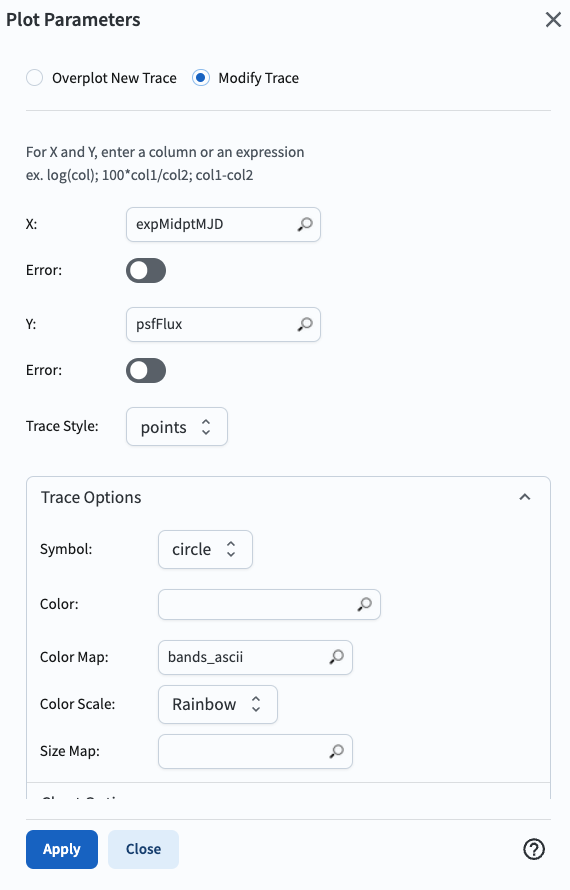 Plot Parameters
Overplot New Trace
Modify Trace
For X and Y, enter a column or an expression
ex. log(col); 100*col1/col2; col1-col2
X:
expMidptMJD
Error:
Y:
psfFlux
Error:
Trace Style:
points
Trace Options
Symbol:
circle
Color:
Color Map:
bands_ascii
Color Scale:
Rainbow
Size Map:
Apply
Close